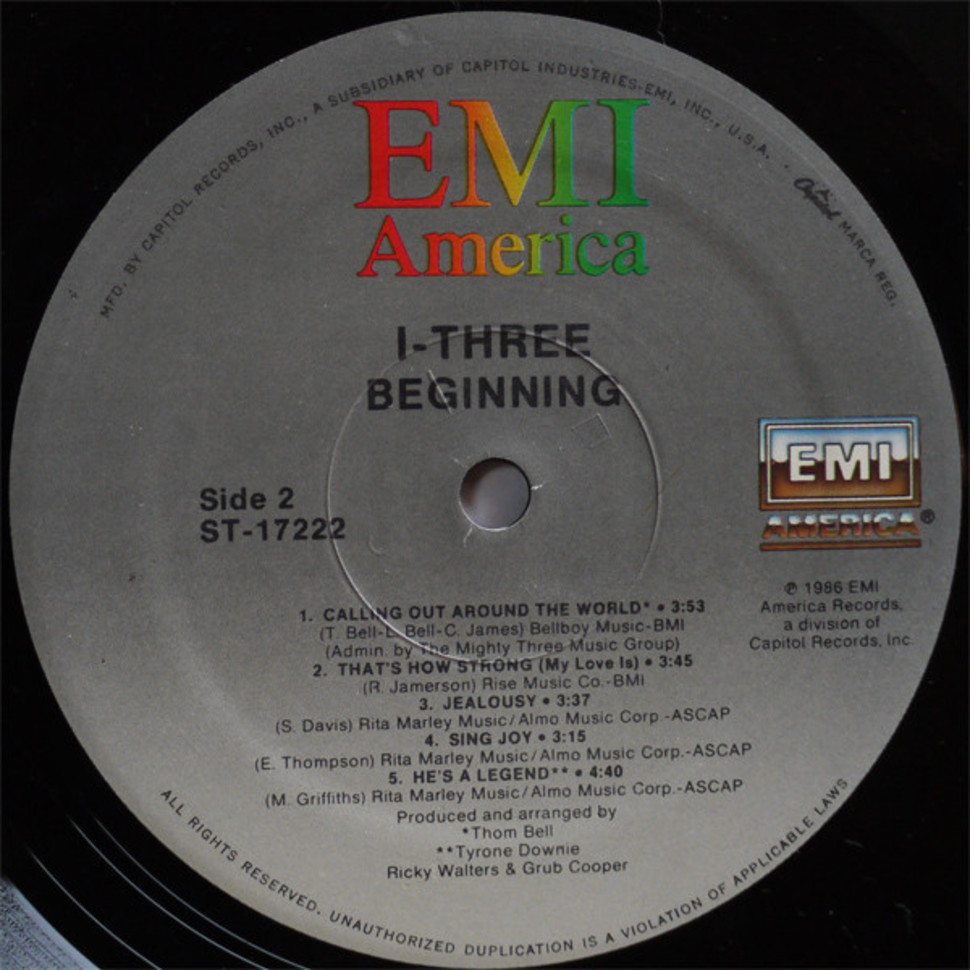 MFD. BY CAPITOL RECORDS, INC., A SUBSIDIARY OF CAPITOL INDUSTRIES-EMI, INC., U.S.A. · Capitol MARCA REG.
EMI
America
I-THREE
BEGINNING
EMI
AMERICA®
Side 2
ST-17222
℗ 1986 EMI
America Records,
a division of
Capitol Records, Inc.
1. CALLING OUT AROUND THE WORLD* • 3:53
(T. Bell-L. Bell-C. James) Bellboy Music-BMI
(Admin. by The Mighty Three Music Group)
2. THAT'S HOW STRONG (My Love Is) • 3:45
(R. Jamerson) Rise Music Co.-BMI
3. JEALOUSY • 3:37
(S. Davis) Rita Marley Music/Almo Music Corp.-ASCAP
4. SING JOY • 3:15
(E. Thompson) Rita Marley Music/Almo Music Corp.-ASCAP
5. HE'S A LEGEND** • 4:40
(M. Griffiths) Rita Marley Music/Almo Music Corp.-ASCAP
Produced and arranged by
*Thom Bell
**Tyrone Downie
Ricky Walters & Grub Cooper
ALL RIGHTS RESERVED. UNAUTHORIZED DUPLICATION IS A VIOLATION OF APPLICABLE LAWS